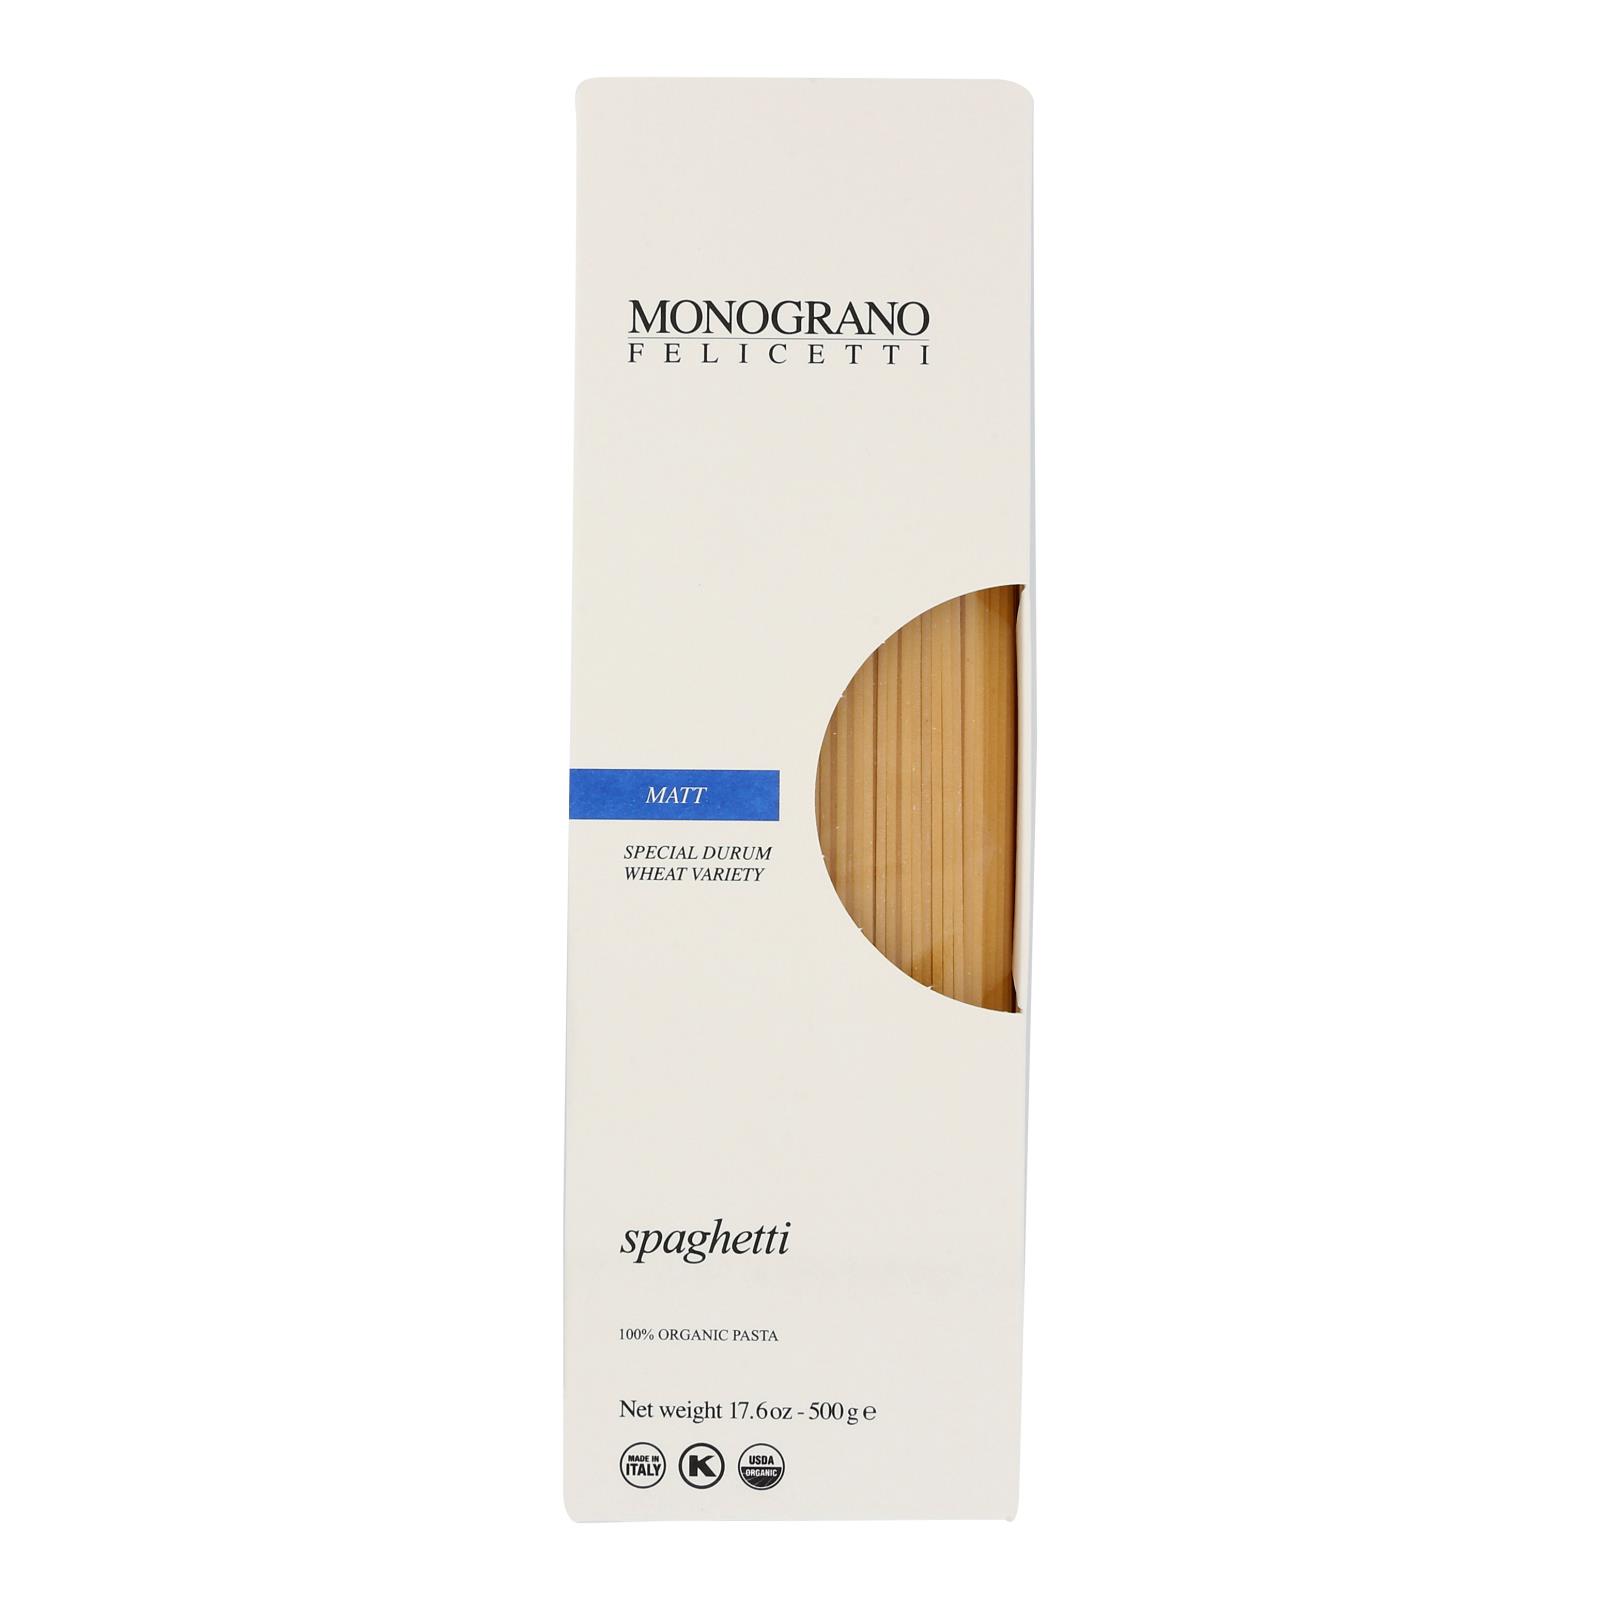 MONOGRANO
FELICETTI
MATT
SPECIAL DURUM
WHEAT VARIETY
spaghetti
100% ORGANIC PASTA
Net weight 17.6 oz - 500 g ℮
MADE IN
ITALY
K
USDA
ORGANIC